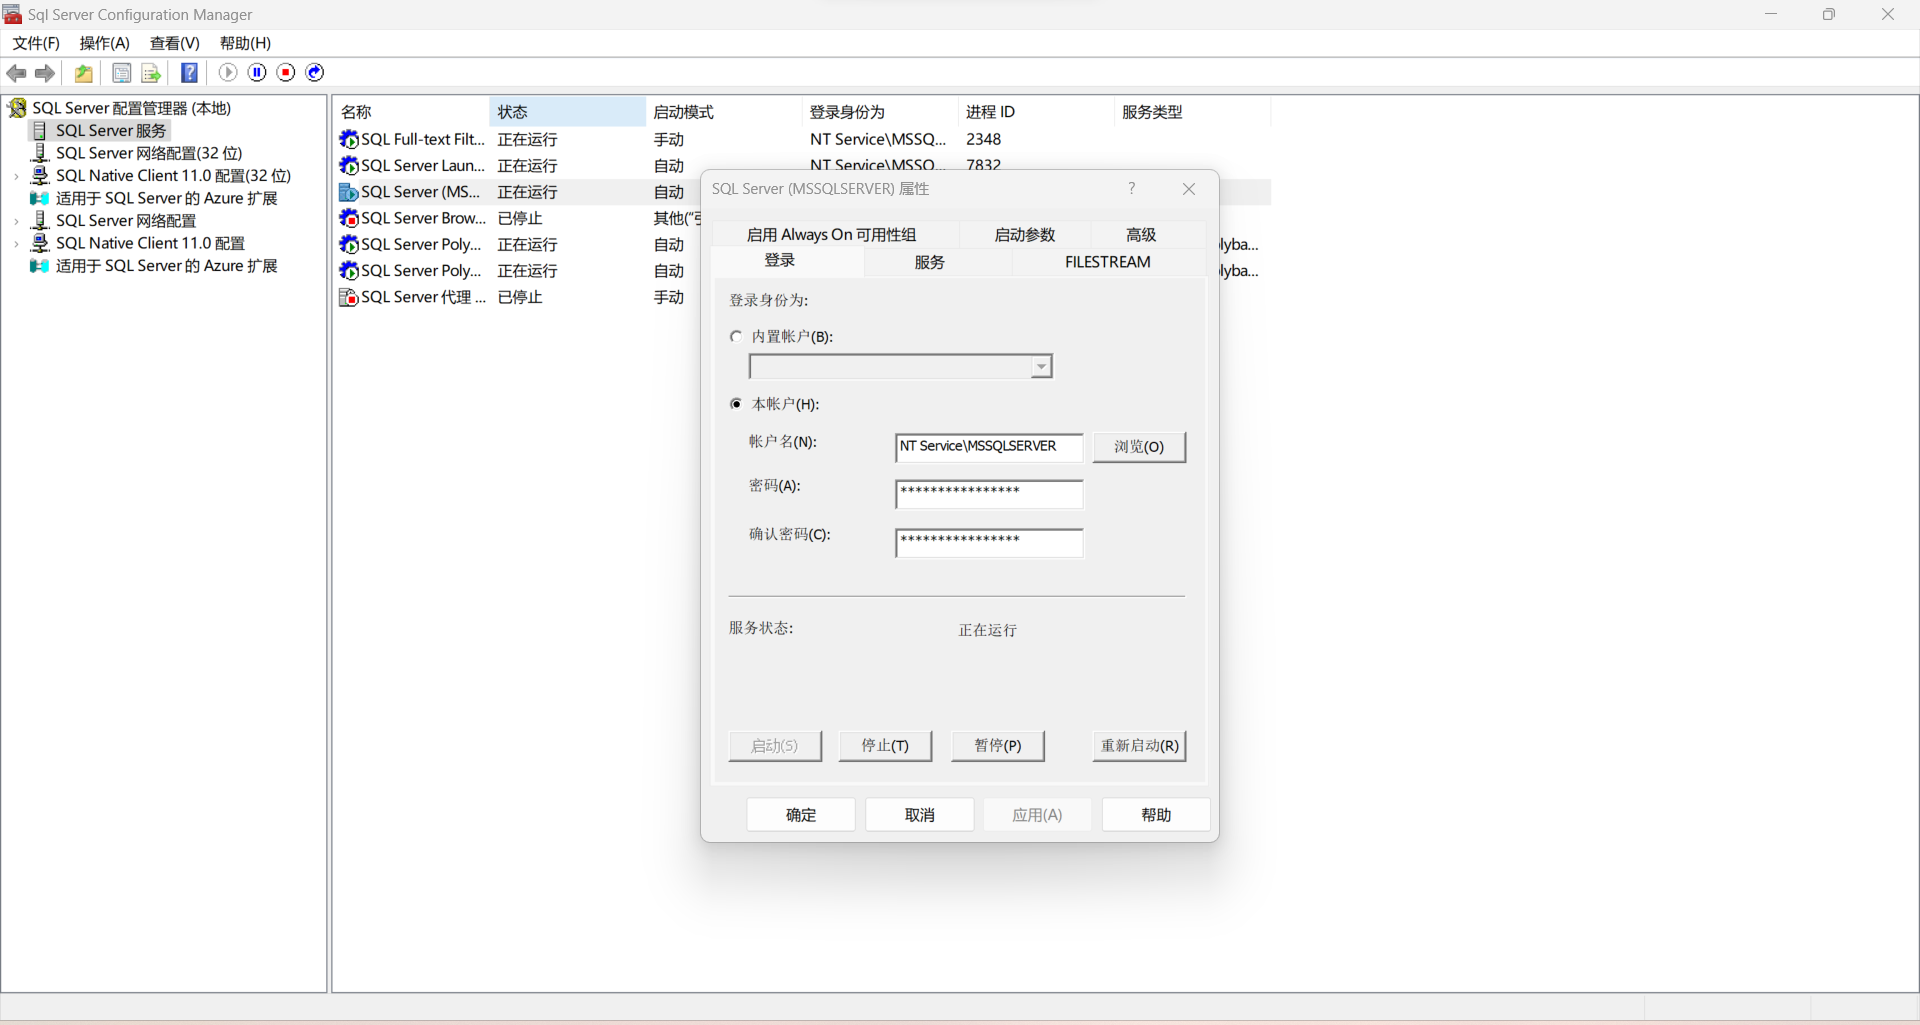 Sql Server Configuration Manager
文件(F) 操作(A) 查看(V) 帮助(H)
SQL Server 配置管理器 (本地)
SQL Server 服务
SQL Server 网络配置(32 位)
SQL Native Client 11.0 配置(32 位)
适用于 SQL Server 的 Azure 扩展
SQL Server 网络配置
SQL Native Client 11.0 配置
适用于 SQL Server 的 Azure 扩展
名称 状态 启动模式 登录身份为 进程 ID 服务类型
SQL Full-text Filt... 正在运行 手动 NT Service\MSSQ... 2348
SQL Server Laun... 正在运行 自动 NT Service\MSSQ... 7832
SQL Server (MS... 正在运行 自动
SQL Server Brow... 已停止 其他("引
SQL Server Poly... 正在运行 自动 lyba...
SQL Server Poly... 正在运行 自动 lyba...
SQL Server 代理 ... 已停止 手动
SQL Server (MSSQLSERVER) 属性
?
启用 Always On 可用性组 启动参数 高级
登录 服务 FILESTREAM
登录身份为:
内置帐户(B):
本帐户(H):
帐户名(N): NT Service\MSSQLSERVER 浏览(O)
密码(A): ****************
确认密码(C): ****************
服务状态: 正在运行
启动(S) 停止(T) 暂停(P) 重新启动(R)
确定 取消 应用(A) 帮助